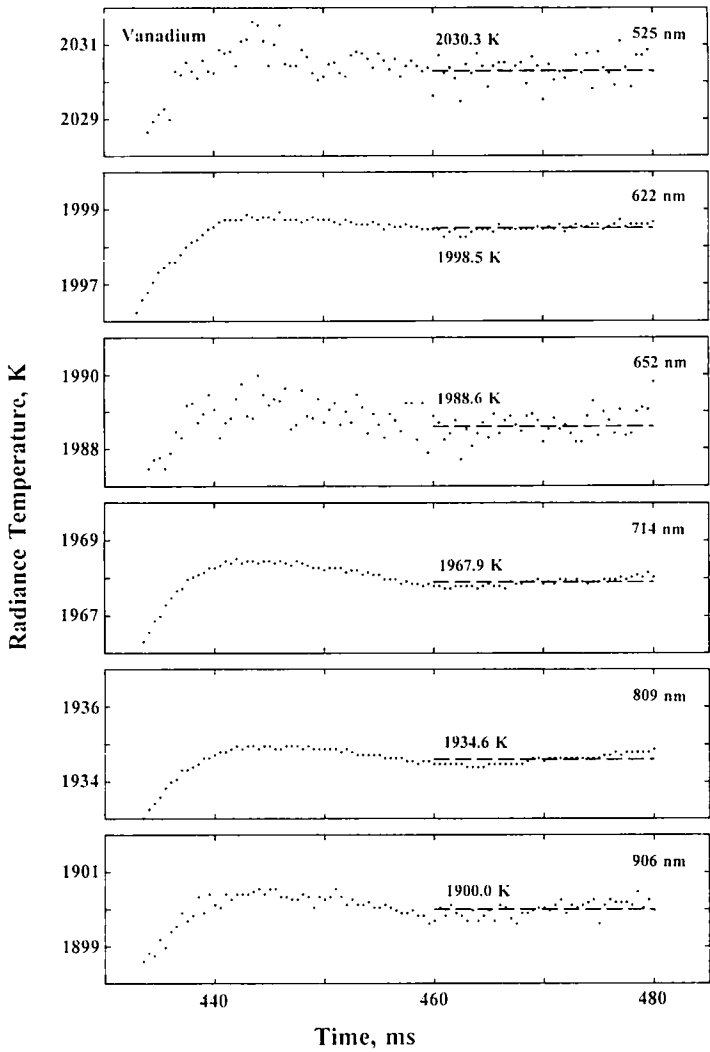 Vanadium
2030.3 K
525 nm
2031
2029
622 nm
1999
1998.5 K
1997
652 nm
1990
1988.6 K
1988
714 nm
1969
1967.9 K
1967
809 nm
1936
1934.6 K
1934
906 nm
1901
1900.0 K
1899
440
460
480
Radiance Temperature, K
Time, ms